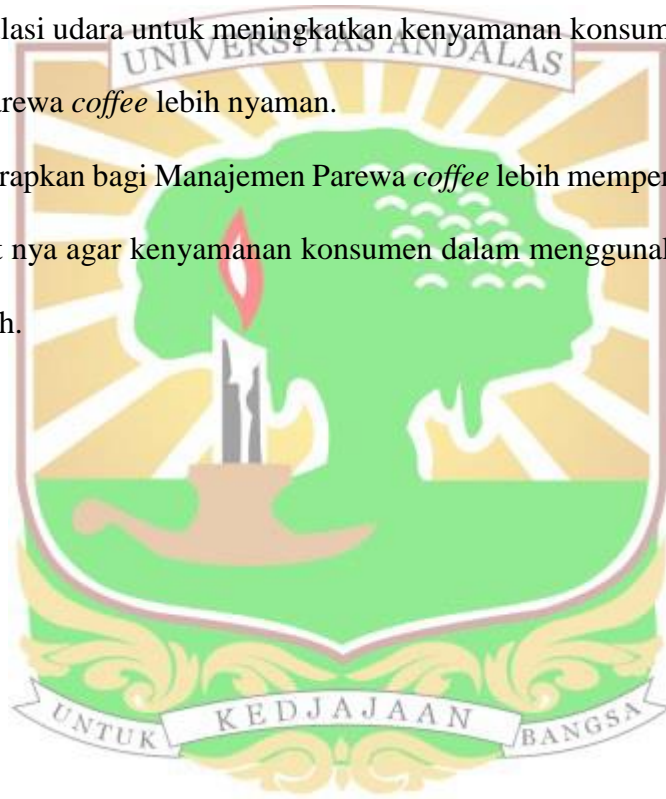 lasi udara untuk meningkatkan kenyamanan konsum
UNIVERSITAS ANDALAS
arewa coffee lebih nyaman.
rapkan bagi Manajemen Parewa coffee lebih memper
t nya agar kenyamanan konsumen dalam menggunal
h.
UNTUK KEDJAJAAN BANGSA